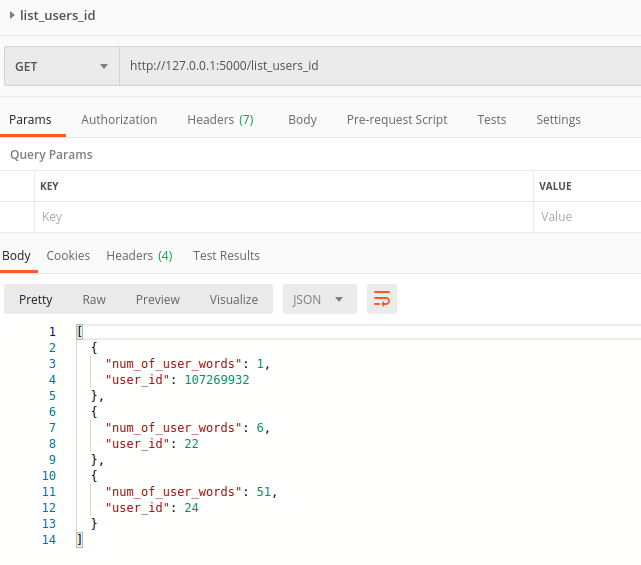 list_users_id
GET http://127.0.0.1:5000/list_users_id
Params Authorization Headers (7) Body Pre-request Script Tests Settings
Query Params
KEY VALUE
Key Value
Body Cookies Headers (4) Test Results
Pretty Raw Preview Visualize JSON
1 [
2 {
3 "num_of_user_words": 1,
4 "user_id": 107269932
5 },
6 {
7 "num_of_user_words": 6,
8 "user_id": 22
9 },
10 {
11 "num_of_user_words": 51,
12 "user_id": 24
13 }
14 ]